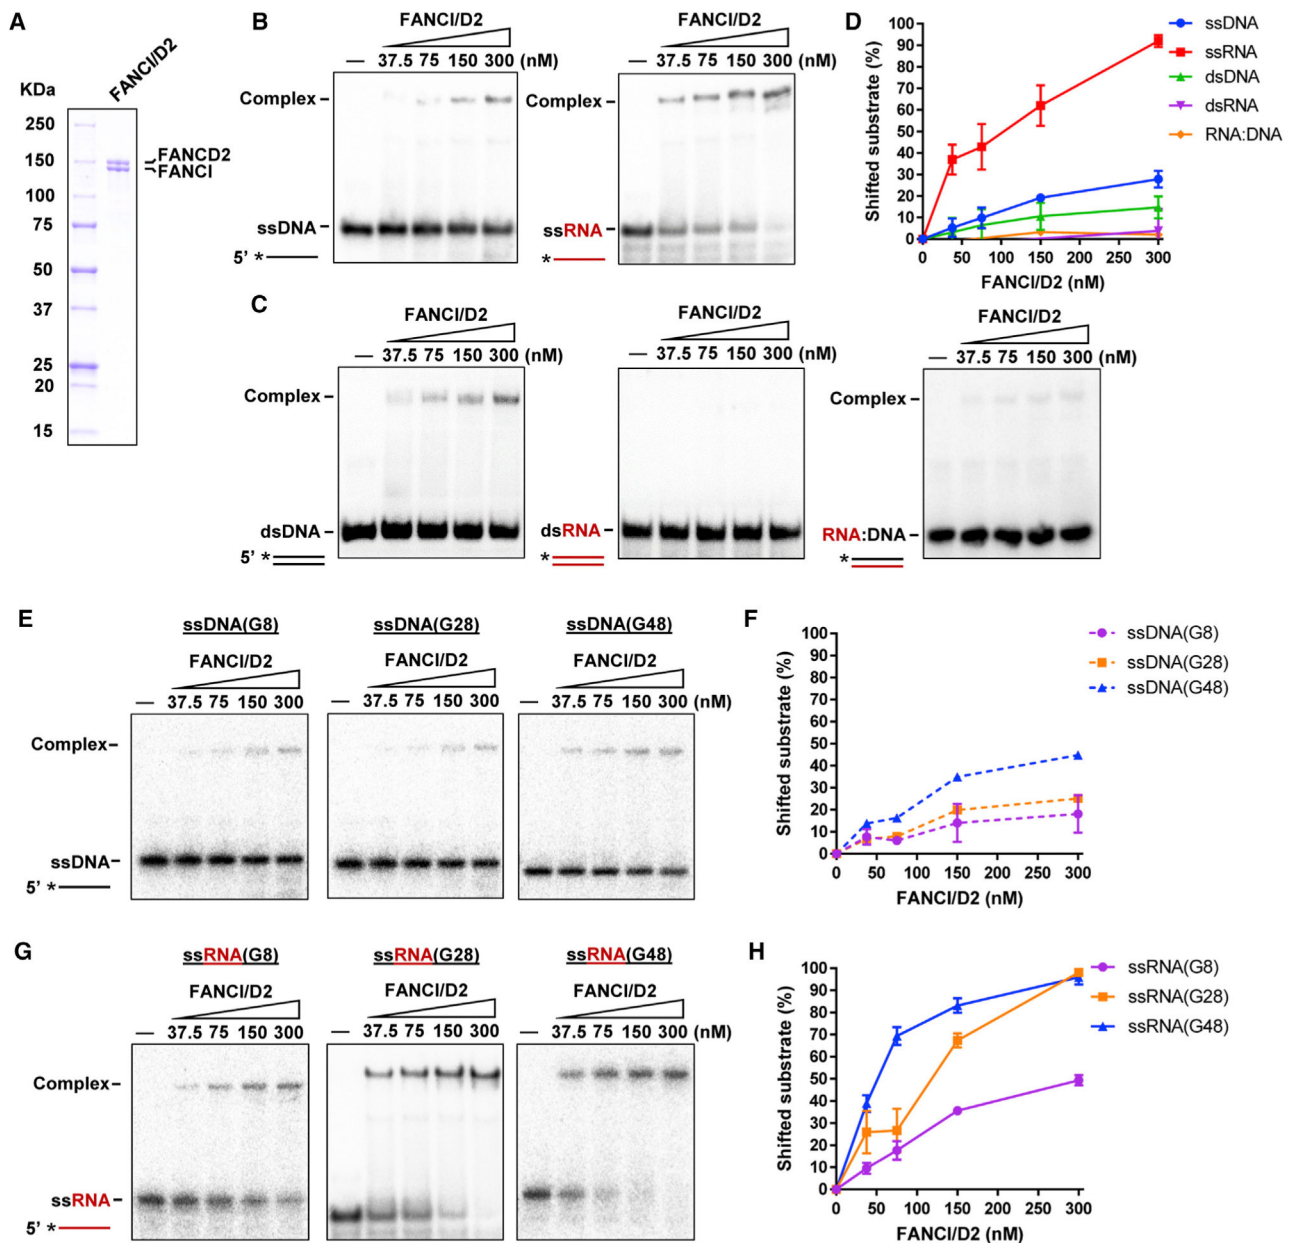 A
KDa
FANCI/D2
250
150
100
75
50
37
25
20
15
FANCD2
FANCI
B
FANCI/D2
— 37.5 75 150 300 (nM)
Complex
ssDNA
5' *
FANCI/D2
— 37.5 75 150 300 (nM)
Complex
ssRNA
*
C
FANCI/D2
— 37.5 75 150 300 (nM)
Complex
dsDNA
5' *
FANCI/D2
— 37.5 75 150 300 (nM)
dsRNA
*
FANCI/D2
— 37.5 75 150 300 (nM)
Complex
RNA:DNA
*
D
Shifted substrate (%)
100
90
80
70
60
50
40
30
20
10
0
0 50 100 150 200 250 300
FANCI/D2 (nM)
ssDNA
ssRNA
dsDNA
dsRNA
RNA:DNA
E
ssDNA(G8) ssDNA(G28) ssDNA(G48)
FANCI/D2 FANCI/D2 FANCI/D2
— 37.5 75 150 300 — 37.5 75 150 300 — 37.5 75 150 300 (nM)
Complex
ssDNA
5' *
F
Shifted substrate (%)
100
90
80
70
60
50
40
30
20
10
0
0 50 100 150 200 250 300
FANCI/D2 (nM)
ssDNA(G8)
ssDNA(G28)
ssDNA(G48)
G
ssRNA(G8) ssRNA(G28) ssRNA(G48)
FANCI/D2 FANCI/D2 FANCI/D2
— 37.5 75 150 300 — 37.5 75 150 300 — 37.5 75 150 300 (nM)
Complex
ssRNA
5' *
H
Shifted substrate (%)
100
90
80
70
60
50
40
30
20
10
0
0 50 100 150 200 250 300
FANCI/D2 (nM)
ssRNA(G8)
ssRNA(G28)
ssRNA(G48)